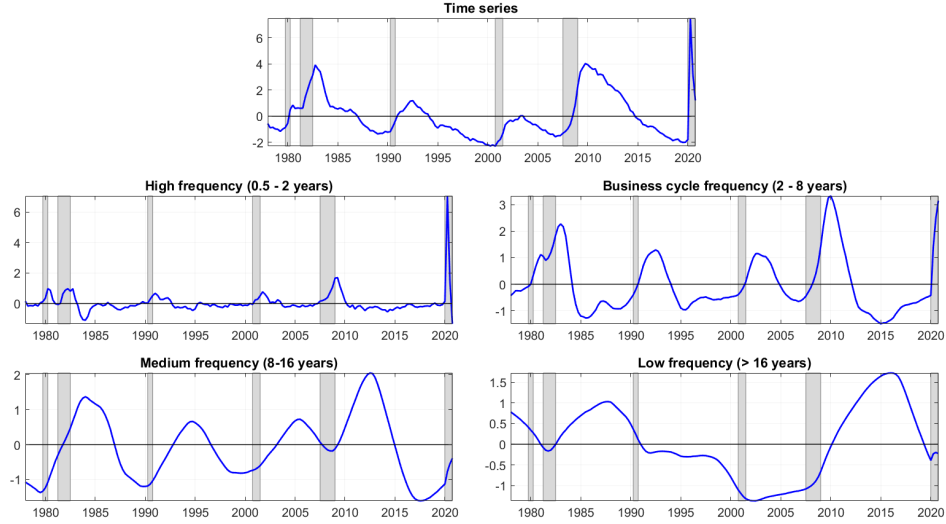 Time series
6
4
2
0
-2
1980 1985 1990 1995 2000 2005 2010 2015 2020
High frequency (0.5 - 2 years)
6
4
2
0
1980 1985 1990 1995 2000 2005 2010 2015 2020
Business cycle frequency (2 - 8 years)
3
2
1
0
-1
1980 1985 1990 1995 2000 2005 2010 2015 2020
Medium frequency (8-16 years)
2
1
0
-1
1980 1985 1990 1995 2000 2005 2010 2015 2020
Low frequency (> 16 years)
1.5
1
0.5
0
-0.5
-1
1980 1985 1990 1995 2000 2005 2010 2015 2020